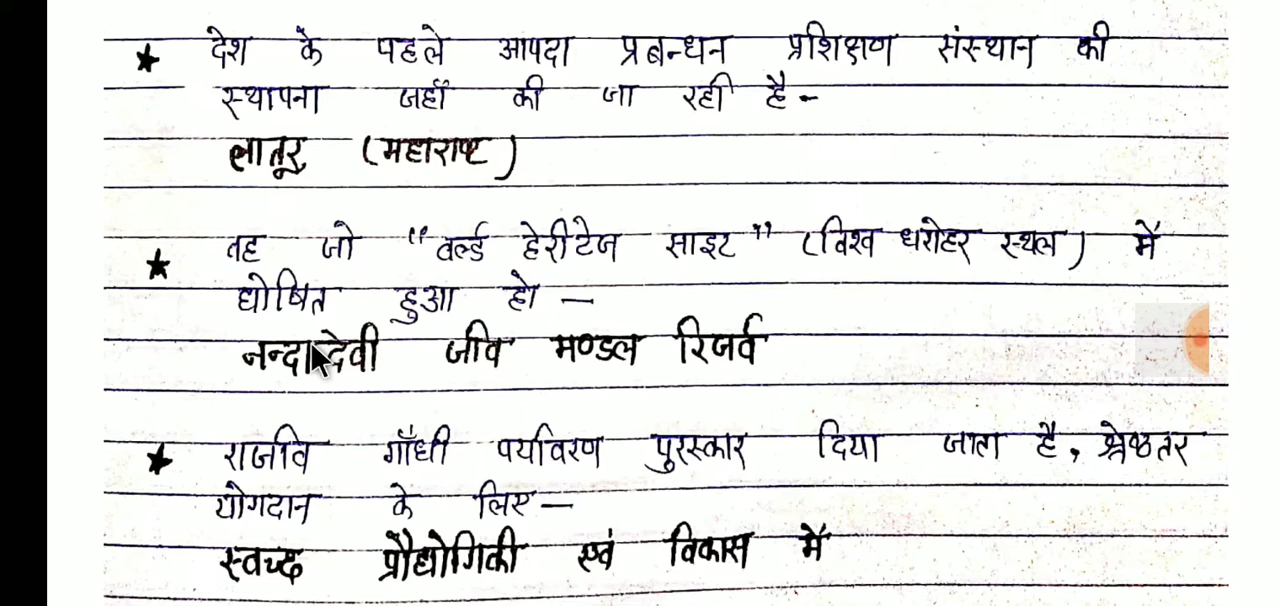 ★ देश के पहले आपदा प्रबन्धन प्रशिक्षण संस्थान की
स्थापना जहाँ की जा रही है -
लातूर (महाराष्ट)
★ वह जो "वर्ल्ड हेरीटेज साइट" (विश्व धरोहर स्थल) में
घोषित हुआ हो -
नन्दादेवी जीव मण्डल रिजर्व
★ राजीव गाँधी पर्यावरण पुरस्कार दिया जाता है, श्रेष्ठतर
योगदान के लिए -
स्वच्छ प्रौद्योगिकी एवं विकास में